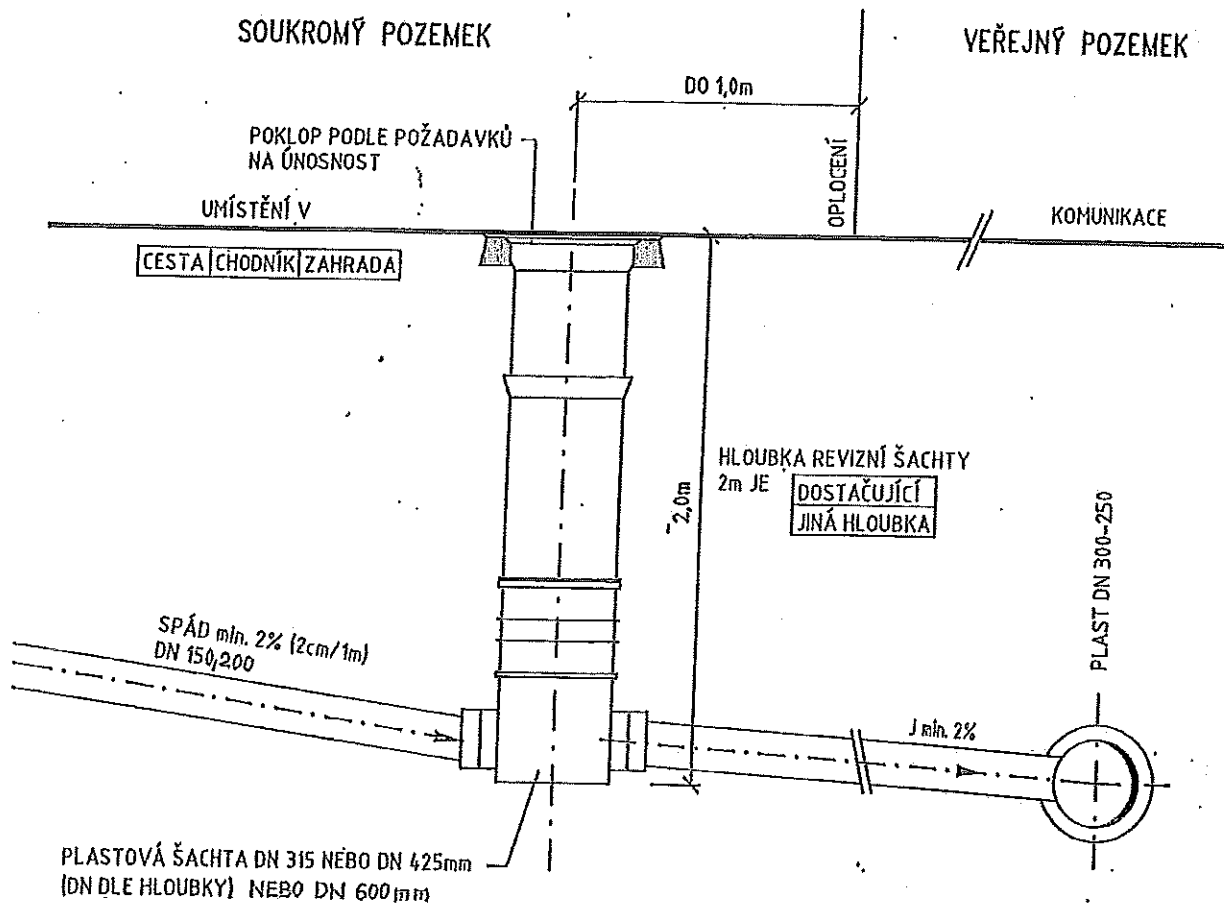 SOUKROMÝ POZEMEK
VEŘEJNÝ POZEMEK
DO 1,0m
POKLOP PODLE POŽADAVKŮ
NA ÚNOSNOST
OPLOCENÍ
UMÍSTĚNÍ V
KOMUNIKACE
CESTA CHODNÍK ZAHRADA
HLOUBKA REVIZNÍ ŠACHTY
2m JE
DOSTAČUJÍCÍ
JINÁ HLOUBKA
2,0m
PLAST DN 300-250
SPÁD min. 2% (2cm/1m)
DN 150,200
J min. 2%
PLASTOVÁ ŠACHTA DN 315 NEBO DN 425mm
(DN DLE HLOUBKY) NEBO DN 600mm